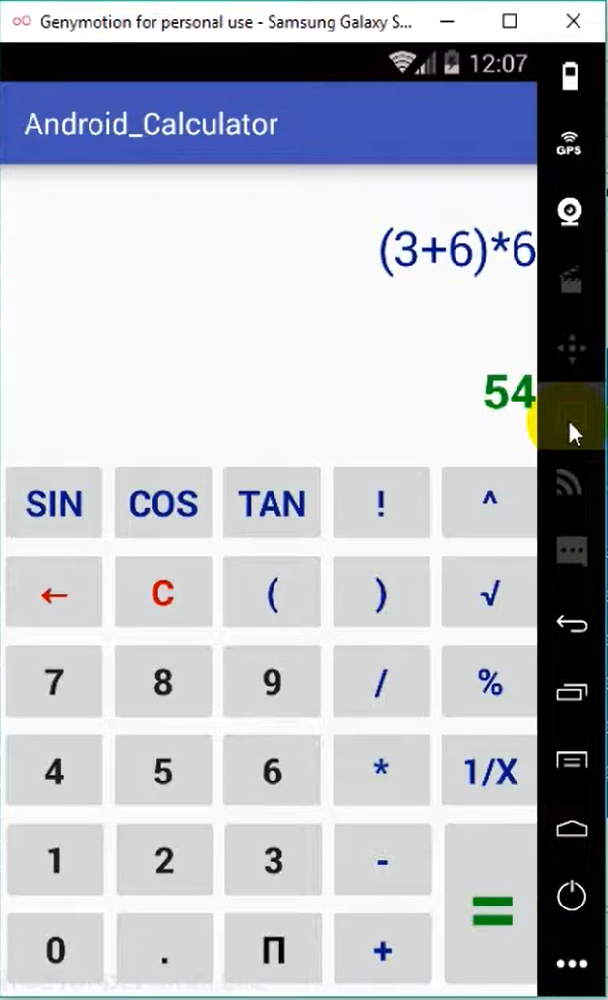 Genymotion for personal use - Samsung Galaxy S...
12:07
GPS
Android_Calculator
(3+6)*6
54
SIN COS TAN ! ^
← C ( ) √
7 8 9 / %
4 5 6 * 1/X
1 2 3 -
=
0 . П +